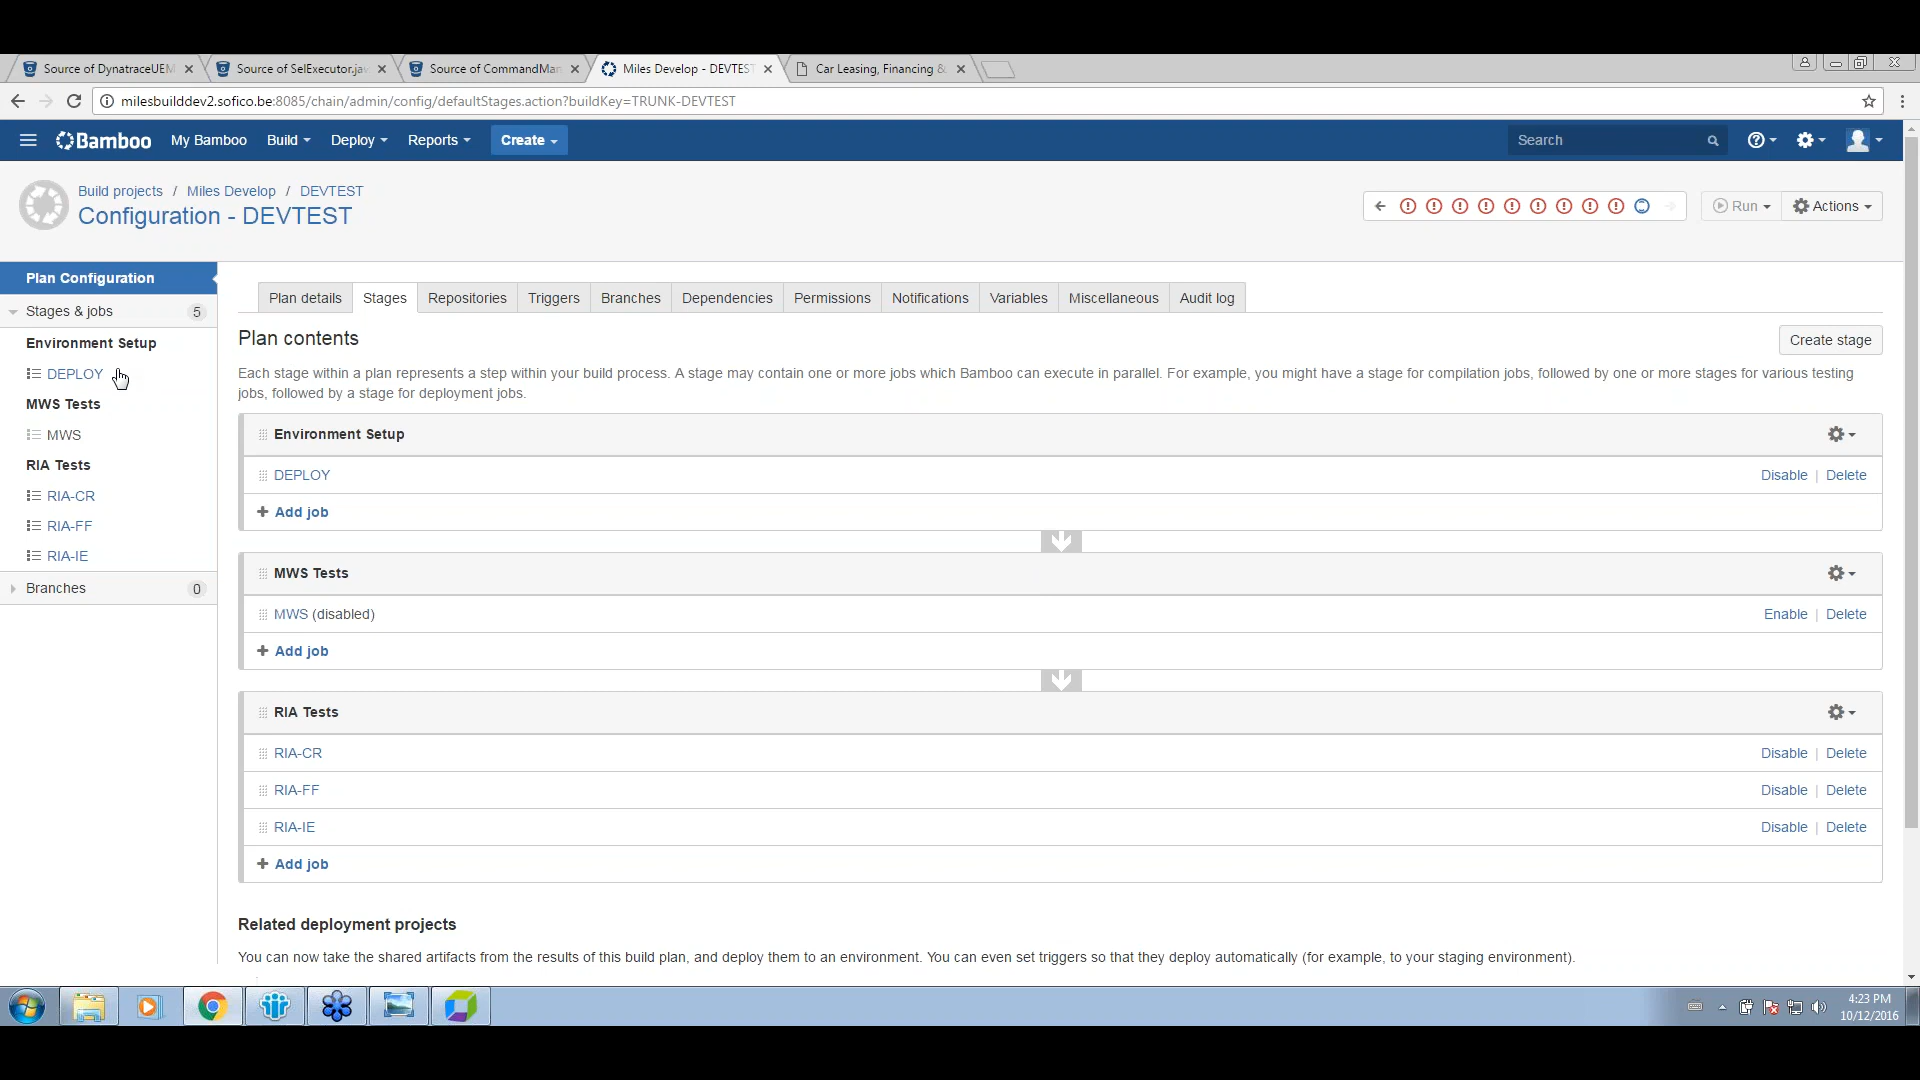 Source of DynatraceUEM
Source of SelExecutor.jav
Source of CommandMan
Miles Develop - DEVTEST
Car Leasing, Financing &
milesbuilddev2.sofico.be:8085/chain/admin/config/defaultStages.action?buildKey=TRUNK-DEVTEST
Bamboo
My Bamboo
Build
Deploy
Reports
Create
Search
Build projects / Miles Develop / DEVTEST
Configuration - DEVTEST
Run
Actions
Plan Configuration
Stages & jobs 5
Environment Setup
DEPLOY
MWS Tests
MWS
RIA Tests
RIA-CR
RIA-FF
RIA-IE
Branches 0
Plan details
Stages
Repositories
Triggers
Branches
Dependencies
Permissions
Notifications
Variables
Miscellaneous
Audit log
Plan contents
Create stage
Each stage within a plan represents a step within your build process. A stage may contain one or more jobs which Bamboo can execute in parallel. For example, you might have a stage for compilation jobs, followed by one or more stages for various testing
jobs, followed by a stage for deployment jobs.
Environment Setup
DEPLOY
Disable | Delete
Add job
MWS Tests
MWS (disabled)
Enable | Delete
Add job
RIA Tests
RIA-CR
Disable | Delete
RIA-FF
Disable | Delete
RIA-IE
Disable | Delete
Add job
Related deployment projects
You can now take the shared artifacts from the results of this build plan, and deploy them to an environment. You can even set triggers so that they deploy automatically (for example, to your staging environment).
4:23 PM
10/12/2016